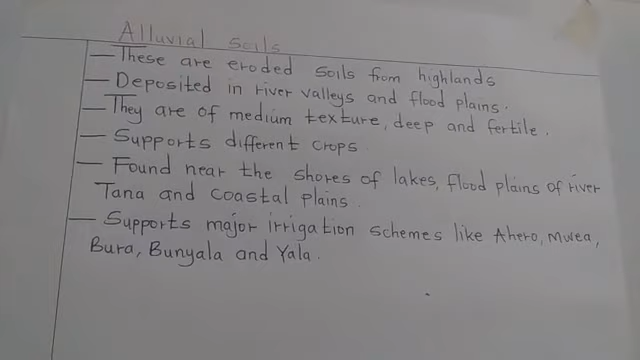 Alluvial soils
— These are eroded soils from highlands
— Deposited in river valleys and flood plains.
— They are of medium texture, deep and fertile.
— Supports different crops.
— Found near the shores of lakes, flood plains of river
Tana and coastal plains.
— Supports major irrigation schemes like Ahero, Mwea,
Bura, Bunyala and Yala.